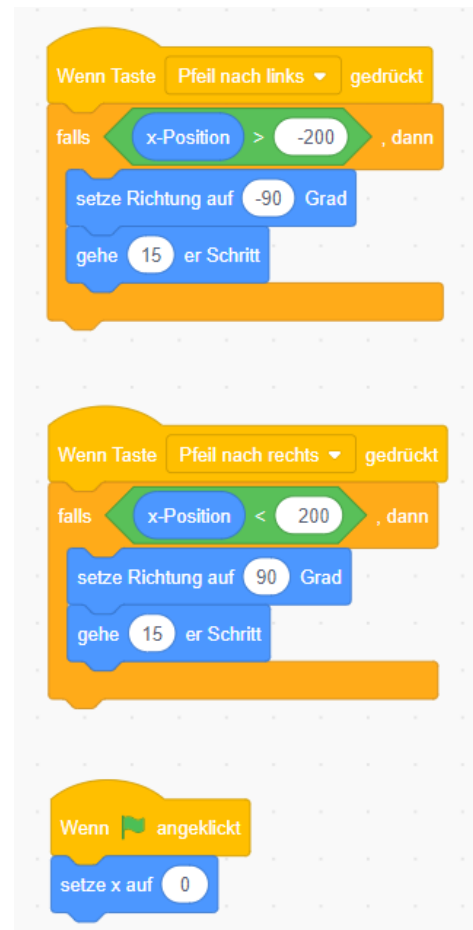 Wenn Taste Pfeil nach links gedrückt
falls x-Position > -200 , dann
setze Richtung auf -90 Grad
gehe 15 er Schritt
Wenn Taste Pfeil nach rechts gedrückt
falls x-Position < 200 , dann
setze Richtung auf 90 Grad
gehe 15 er Schritt
Wenn angeklickt
setze x auf 0